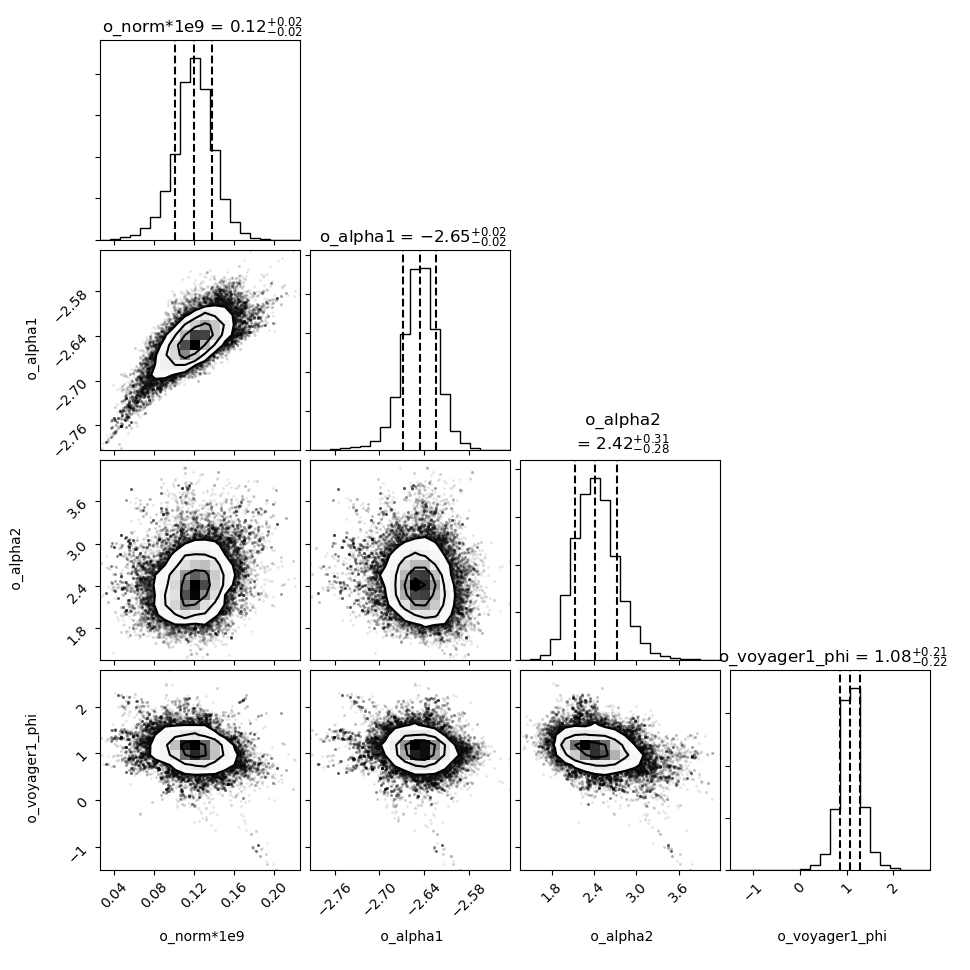 o_norm*1e9 = 0.12+0.02−0.02
o_alpha1 = −2.65+0.02−0.02
o_alpha1
−2.58
−2.64
−2.70
−2.76
o_alpha2
= 2.42+0.31−0.28
o_alpha2
3.6
3.0
2.4
1.8
o_voyager1_phi = 1.08+0.21−0.22
o_voyager1_phi
2
1
0
−1
0.04 0.08 0.12 0.16 0.20
−2.76 −2.70 −2.64 −2.58
1.8 2.4 3.0 3.6
−1 0 1 2
o_norm*1e9
o_alpha1
o_alpha2
o_voyager1_phi